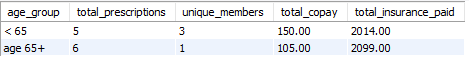 age_group total_prescriptions unique_members total_copay total_insurance_paid
< 65 5 3 150.00 2014.00
age 65+ 6 1 105.00 2099.00